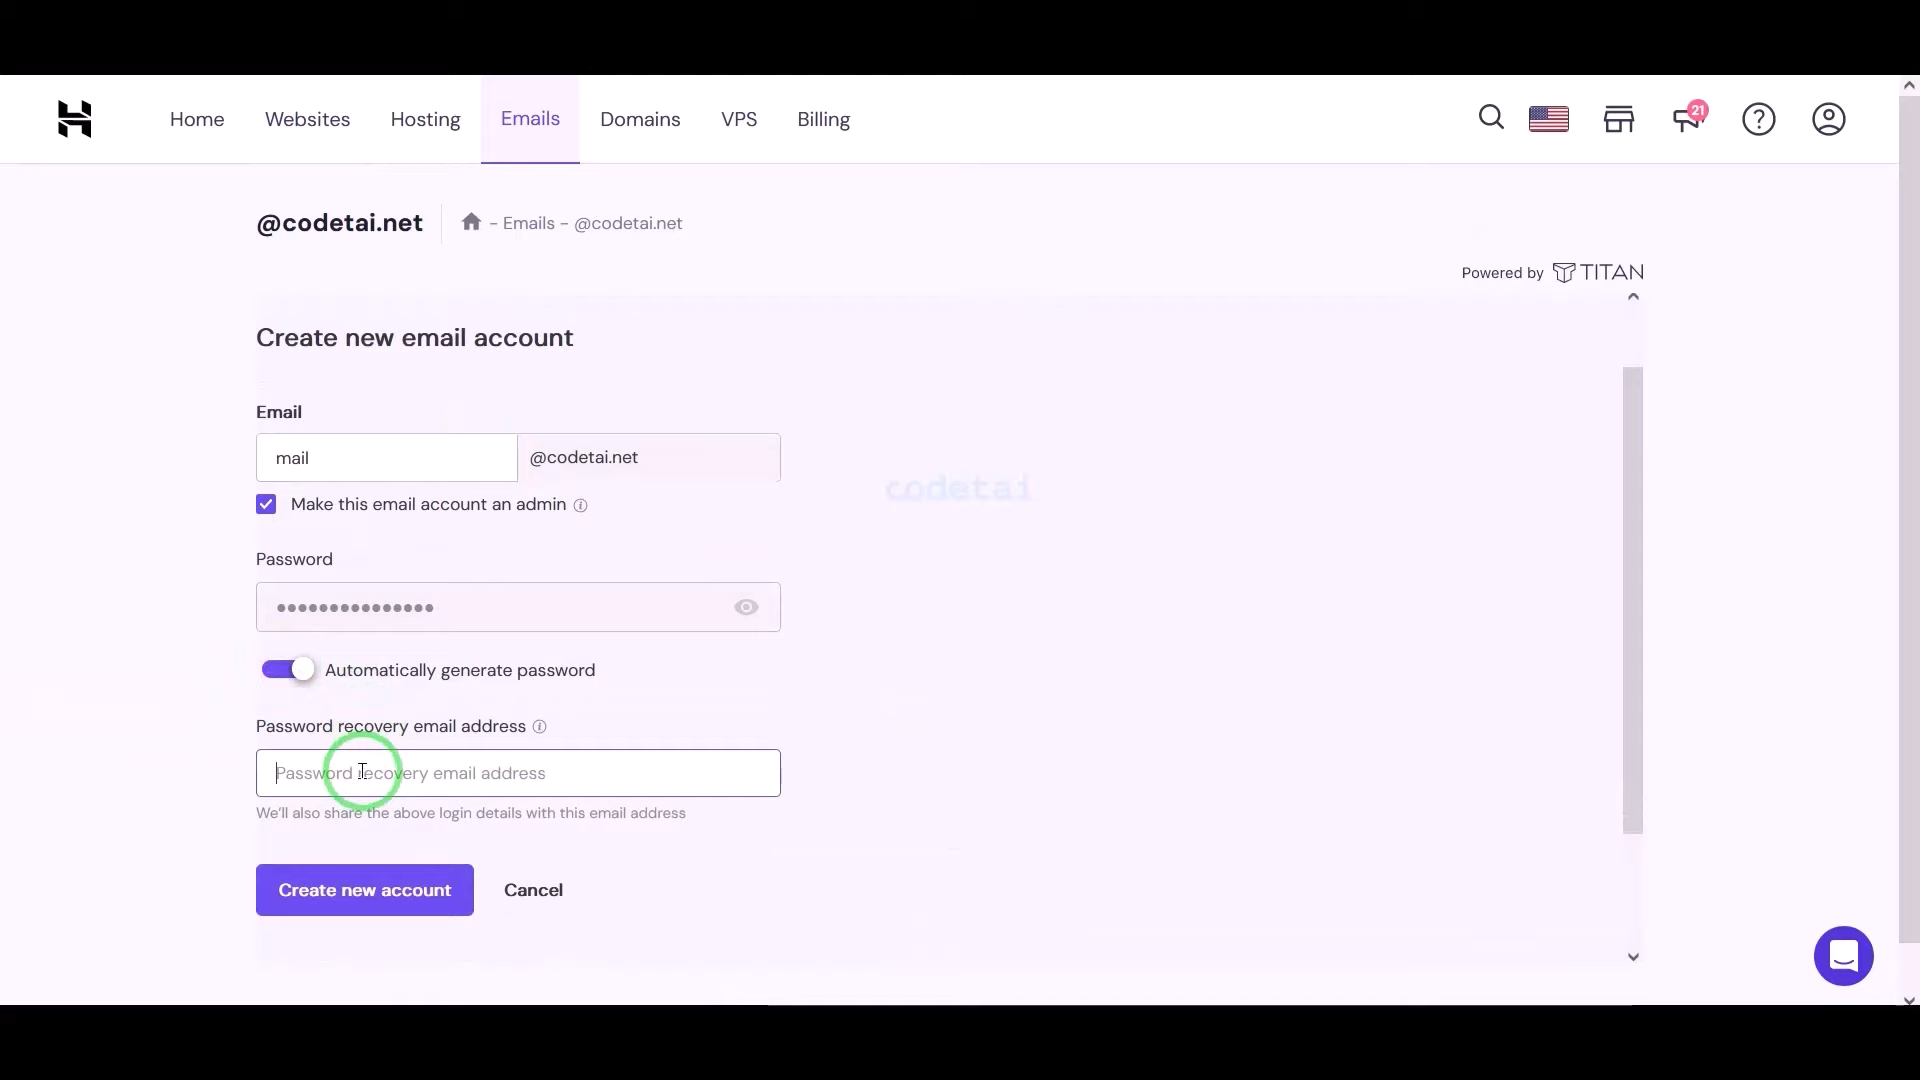 Home Websites Hosting Emails Domains VPS Billing 21
@codetai.net - Emails - @codetai.net
Powered by TITAN
Create new email account
Email
mail @codetai.net
codetai
Make this email account an admin
Password
Automatically generate password
Password recovery email address
Password recovery email address
We'll also share the above login details with this email address
Create new account Cancel